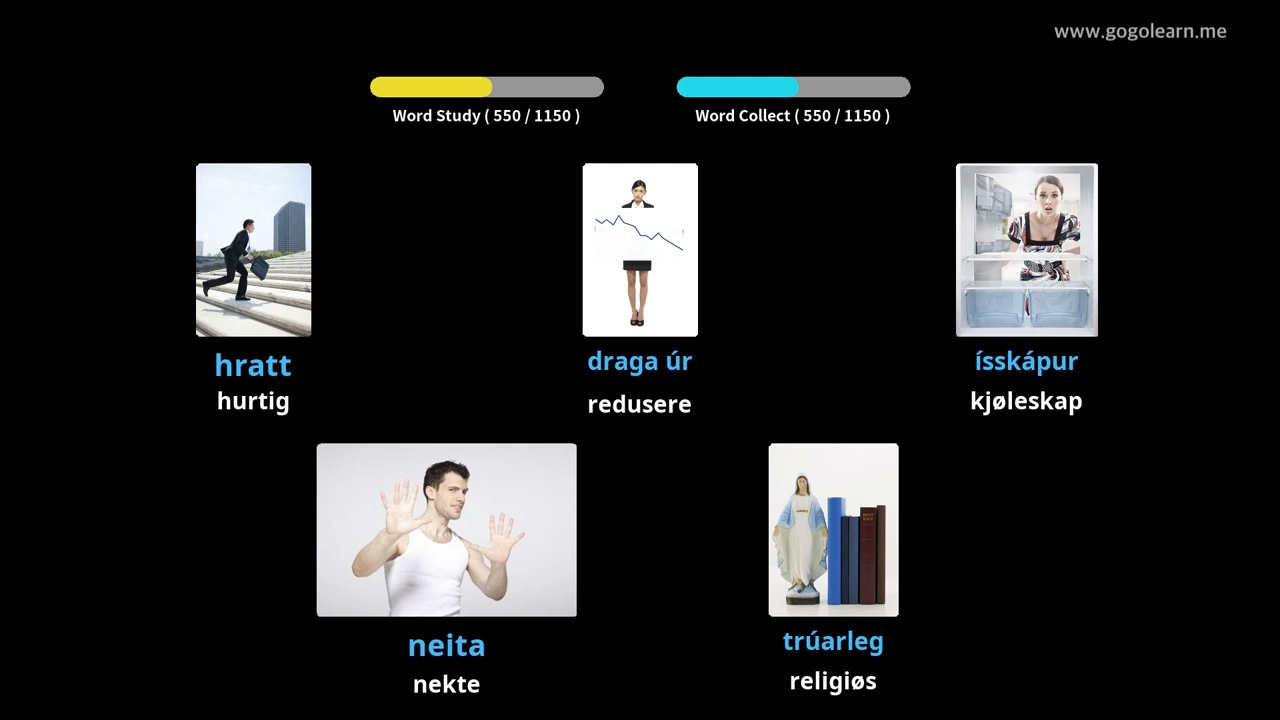 www.gogolearn.me
Word Study ( 550 / 1150 )
Word Collect ( 550 / 1150 )
hratt
hurtig
draga úr
redusere
ísskápur
kjøleskap
neita
nekte
trúarleg
religiøs